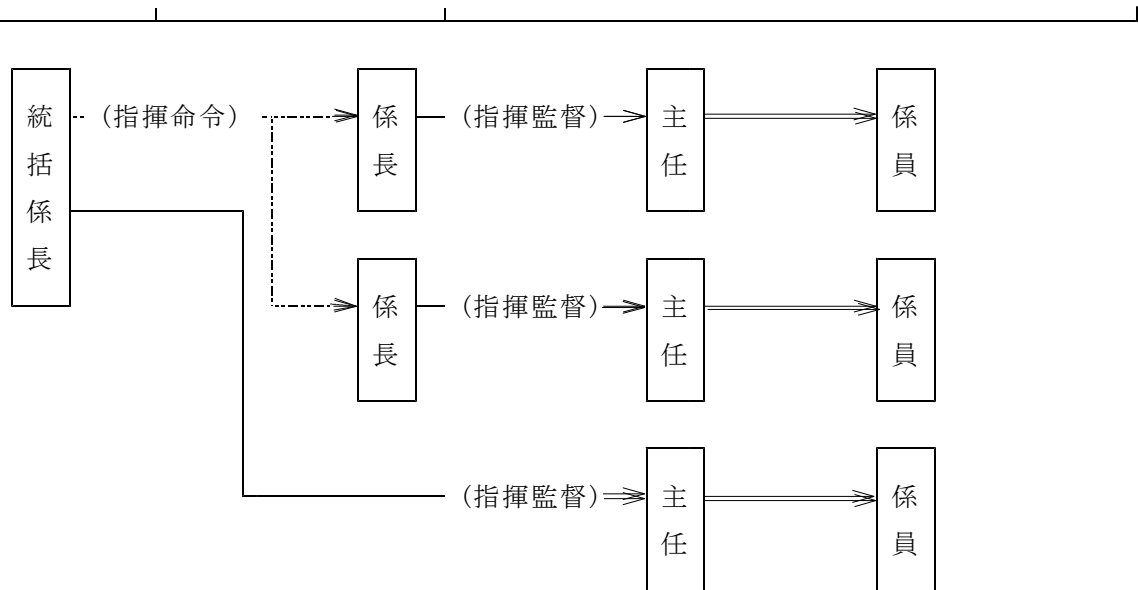 統括係長
(指揮命令)
係長
(指揮監督)
主任
係員
係長
(指揮監督)
主任
係員
(指揮監督)
主任
係員